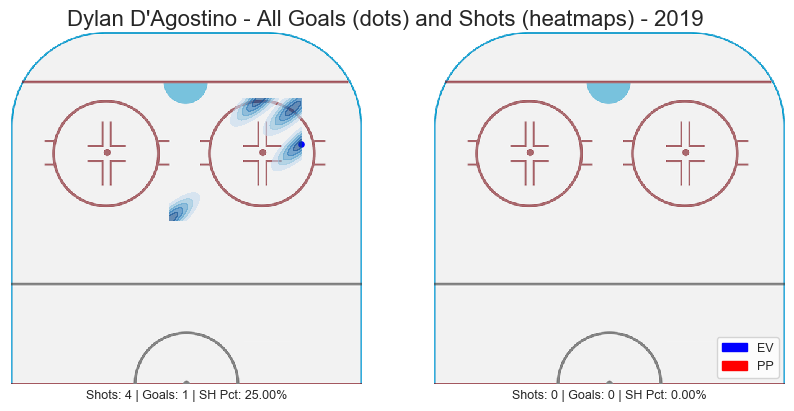 Dylan D'Agostino - All Goals (dots) and Shots (heatmaps) - 2019
EV
PP
Shots: 4 | Goals: 1 | SH Pct: 25.00%
Shots: 0 | Goals: 0 | SH Pct: 0.00%